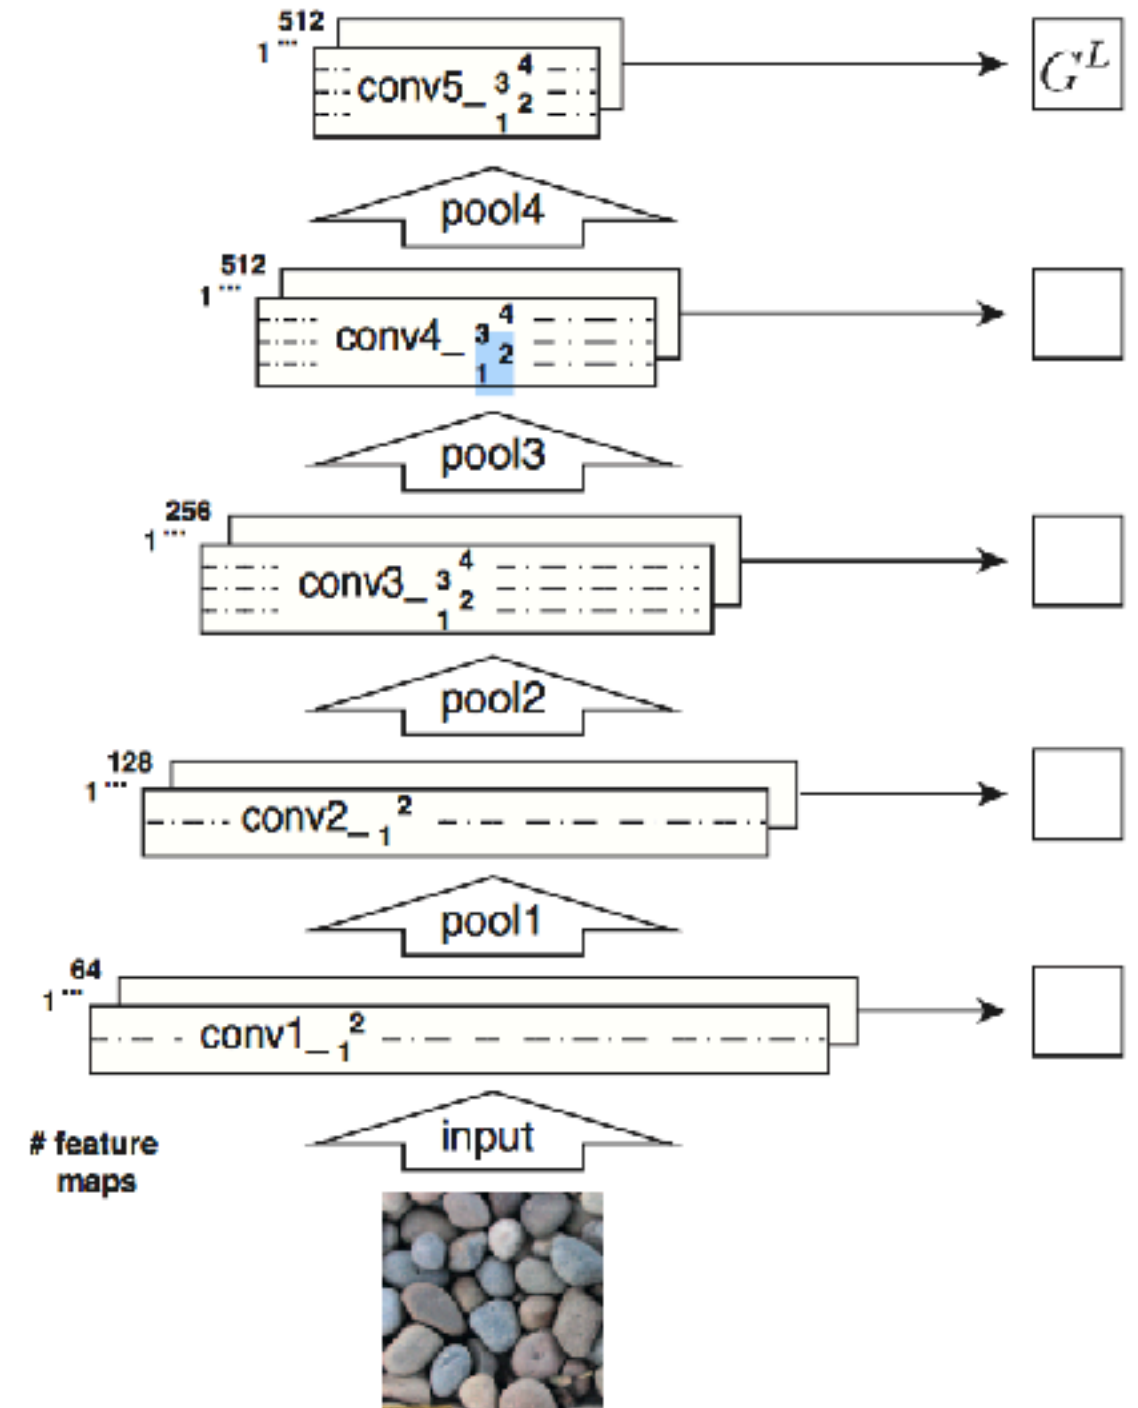 512
1 ...
conv5_ 1 2 3 4
G^L
pool4
512
1 ...
conv4_ 1 2 3 4
pool3
256
1 ...
conv3_ 1 2 3 4
pool2
128
1 ...
conv2_ 1 2
pool1
64
1 ...
conv1_ 1 2
# feature
maps
input